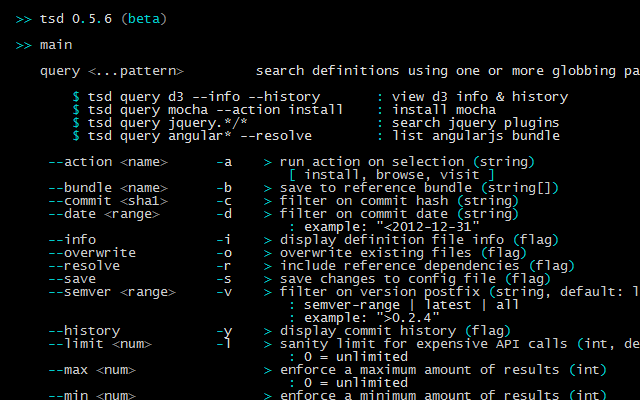 >> tsd 0.5.6 (beta)
>> main
query <...pattern> search definitions using one or more globbing pa
$ tsd query d3 --info --history : view d3 info & history
$ tsd query mocha --action install : install mocha
$ tsd query jquery.*/* : search jquery plugins
$ tsd query angular* --resolve : list angularjs bundle
--action <name> -a > run action on selection (string)
[ install, browse, visit ]
--bundle <name> -b > save to reference bundle (string[])
--commit <sha1> -c > filter on commit hash (string)
--date <range> -d > filter on commit date (string)
: example: "<2012-12-31"
--info -i > display definition file info (flag)
--overwrite -o > overwrite existing files (flag)
--resolve -r > include reference dependencies (flag)
--save -s > save changes to config file (flag)
--semver <range> -v > filter on version postfix (string, default: l
: semver-range | latest | all
: example: ">0.2.4"
--history -y > display commit history (flag)
--limit <num> -l > sanity limit for expensive API calls (int, de
: 0 = unlimited
--max <num> > enforce a maximum amount of results (int)
: 0 = unlimited
--min <num> > enforce a minimum amount of results (int)